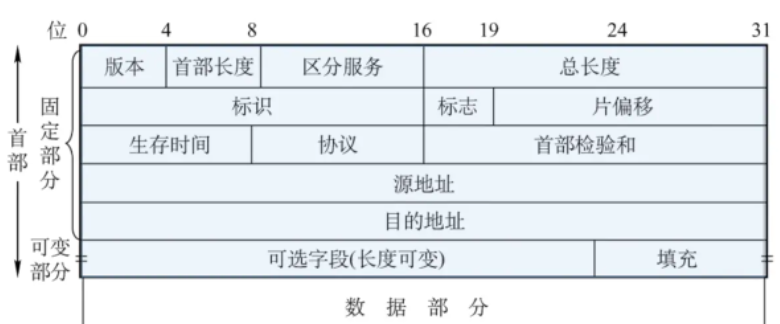 位 0 4 8 16 19 24 31
版本 首部长度 区分服务 总长度
标识 标志 片偏移
生存时间 协议 首部检验和
源地址
目的地址
可选字段(长度可变) 填充
数据部分
首部
固定部分
可变部分